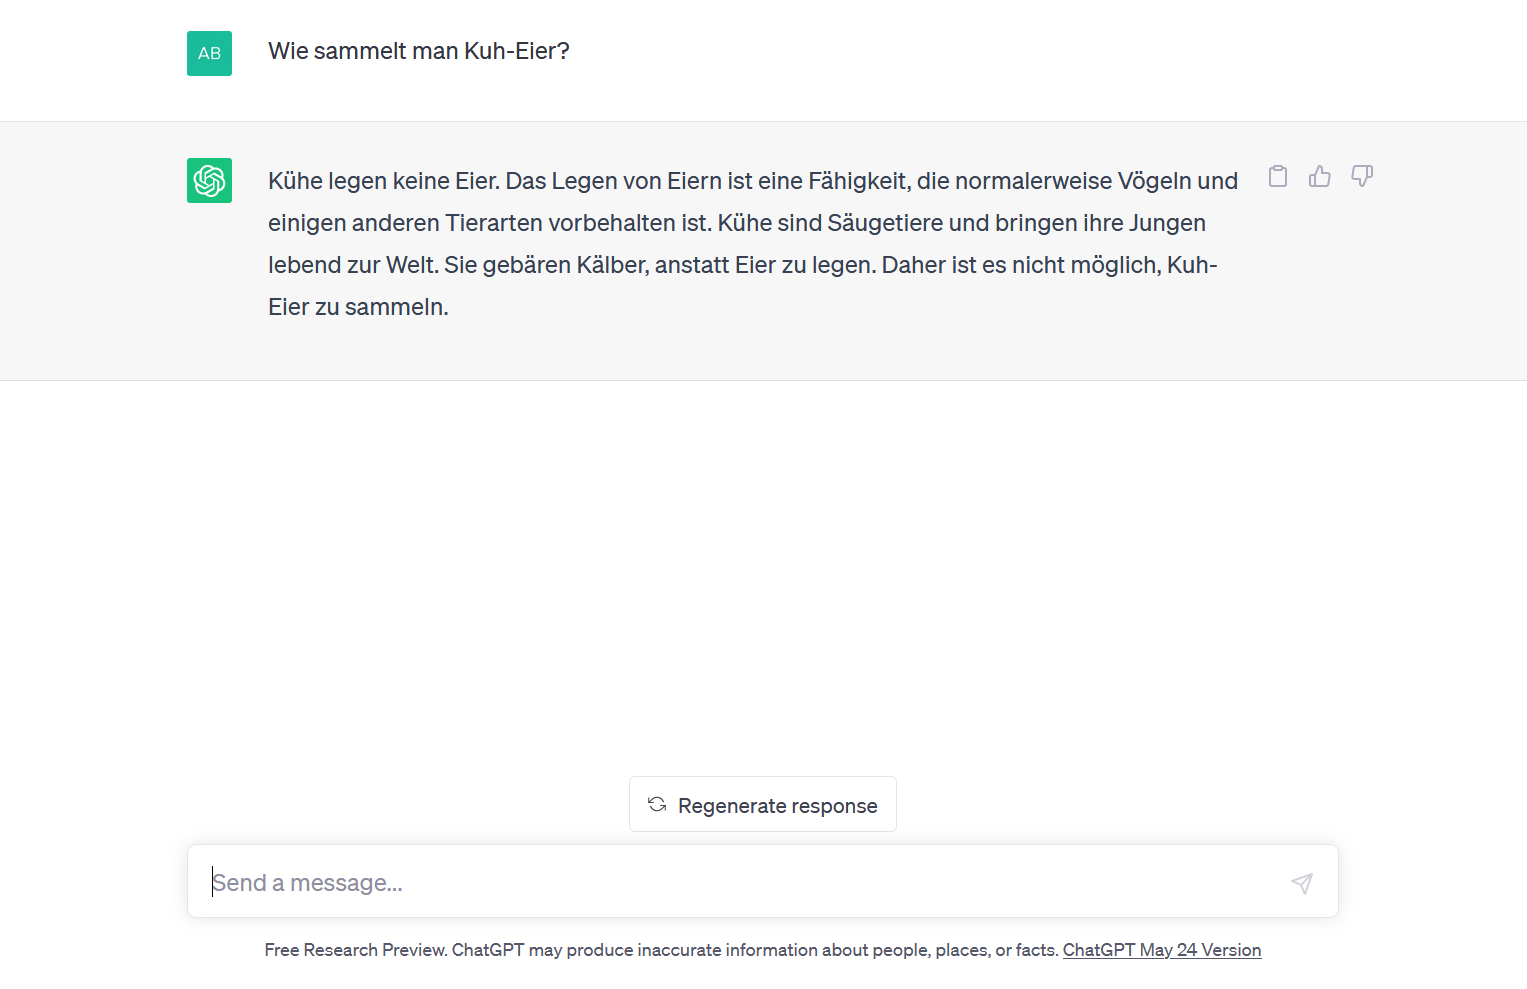 AB
Wie sammelt man Kuh-Eier?
Kühe legen keine Eier. Das Legen von Eiern ist eine Fähigkeit, die normalerweise Vögeln und
einigen anderen Tierarten vorbehalten ist. Kühe sind Säugetiere und bringen ihre Jungen
lebend zur Welt. Sie gebären Kälber, anstatt Eier zu legen. Daher ist es nicht möglich, Kuh-
Eier zu sammeln.
Regenerate response
Send a message...
Free Research Preview. ChatGPT may produce inaccurate information about people, places, or facts. ChatGPT May 24 Version